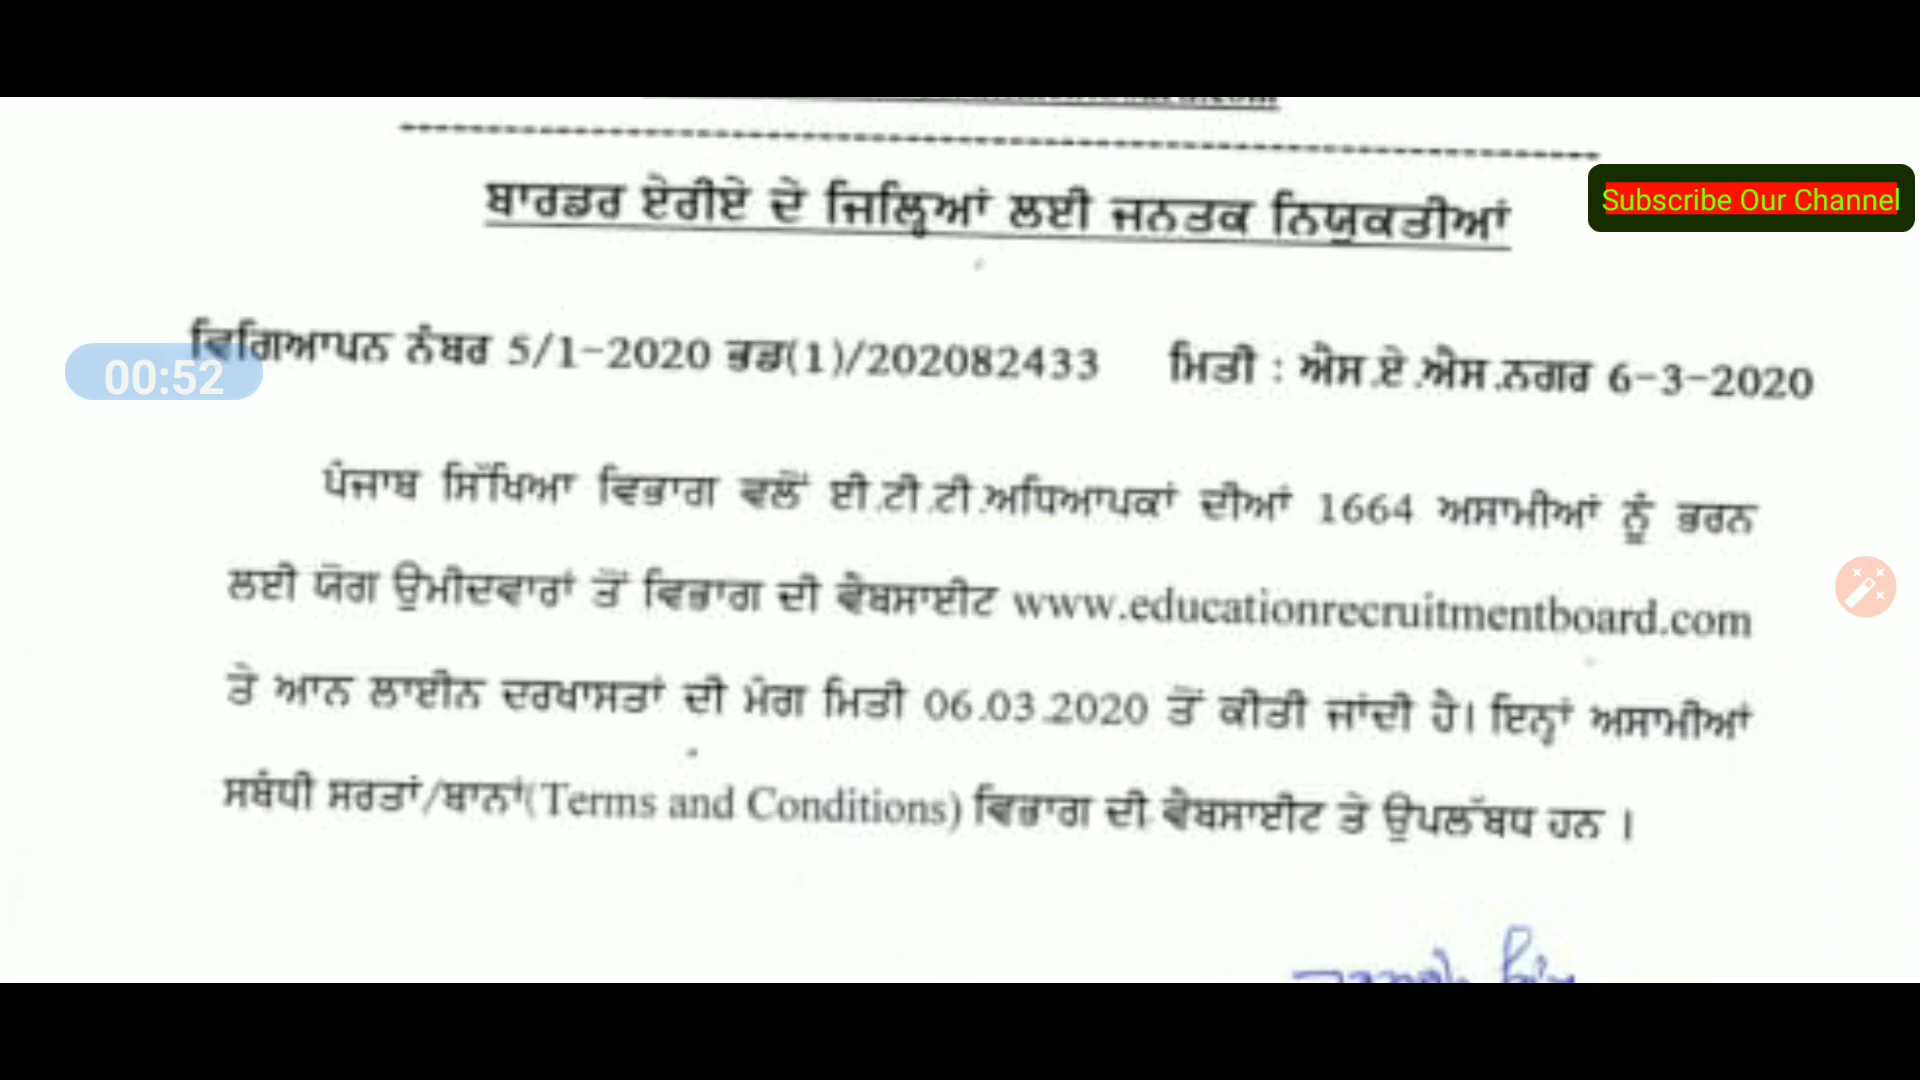 ਬਾਰਡਰ ਏਰੀਏ ਦੇ ਜਿਲ੍ਹਿਆਂ ਲਈ ਜਨਤਕ ਨਿਯੁਕਤੀਆਂ
Subscribe Our Channel
ਵਿਗਿਆਪਨ ਨੰਬਰ 5/1-2020 ਭਡ(1)/202082433 ਮਿਤੀ : ਐਸ.ਏ.ਐਸ.ਨਗਰ 6-3-2020
00:52
ਪੰਜਾਬ ਸਿੱਖਿਆ ਵਿਭਾਗ ਵਲੋਂ ਈ.ਟੀ.ਟੀ.ਅਧਿਆਪਕਾਂ ਦੀਆਂ 1664 ਅਸਾਮੀਆਂ ਨੂੰ ਭਰਨ
ਲਈ ਯੋਗ ਉਮੀਦਵਾਰਾਂ ਤੋਂ ਵਿਭਾਗ ਦੀ ਵੈਬਸਾਈਟ www.educationrecruitmentboard.com
ਤੇ ਆਨ ਲਾਈਨ ਦਰਖਾਸਤਾਂ ਦੀ ਮੰਗ ਮਿਤੀ 06.03.2020 ਤੋਂ ਕੀਤੀ ਜਾਂਦੀ ਹੈ। ਇਨ੍ਹਾਂ ਅਸਾਮੀਆਂ
ਸਬੰਧੀ ਸਰਤਾਂ/ਬਾਨਾਂ(Terms and Conditions) ਵਿਭਾਗ ਦੀ ਵੈਬਸਾਈਟ ਤੇ ਉਪਲੱਬਧ ਹਨ ।